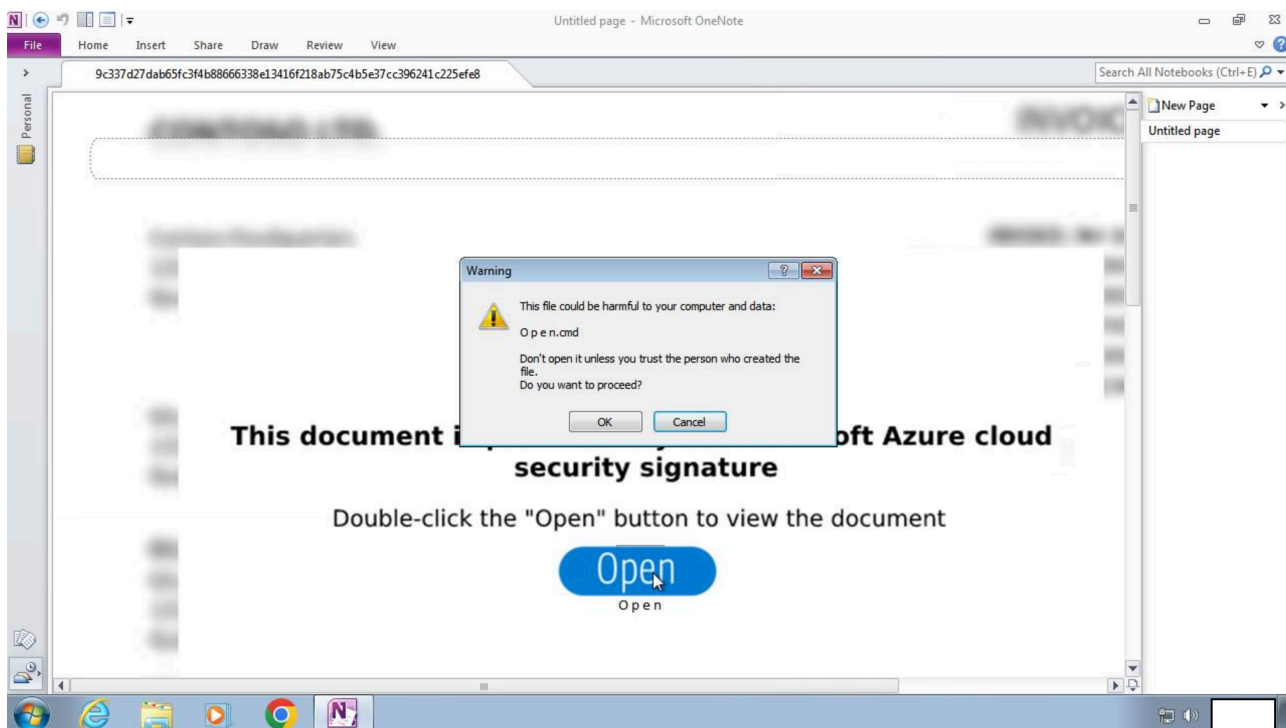 Untitled page - Microsoft OneNote
File Home Insert Share Draw Review View
9c337d27dab65fc3f4b88666338e13416f218ab75c4b5e37cc396241c225efe8
Search All Notebooks (Ctrl+E)
Personal
New Page
Untitled page
CONTOSO LTD.
INVOIC
Warning
This file could be harmful to your computer and data:
O p e n.cmd
Don't open it unless you trust the person who created the
file.
Do you want to proceed?
OK Cancel
This document i oft Azure cloud
security signature
Double-click the "Open" button to view the document
Open
O p e n